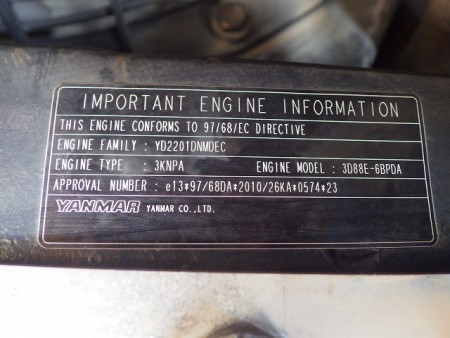 IMPORTANT ENGINE INFORMATION
THIS ENGINE CONFORMS TO 97/68/EC DIRECTIVE
ENGINE FAMILY : YD2201DNMDEC
ENGINE TYPE : 3KNPA ENGINE MODEL : 3D88E-6BPDA
APPROVAL NUMBER : e13*97/68DA*2010/26KA*0574*23
YANMAR YANMAR CO.,LTD.